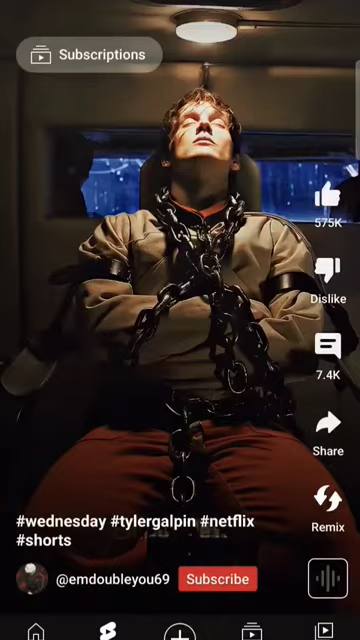 Subscriptions
575K
Dislike
7.4K
Share
Remix
#wednesday #tylergalpin #netflix
#shorts
@emdoubleyou69
Subscribe